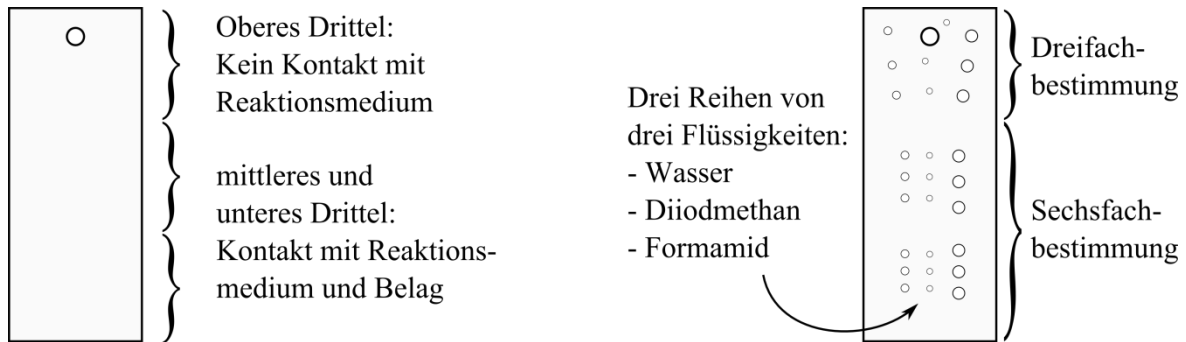 Oberes Drittel:
Kein Kontakt mit
Reaktionsmedium
mittleres und
unteres Drittel:
Kontakt mit Reaktions-
medium und Belag
Drei Reihen von
drei Flüssigkeiten:
- Wasser
- Diiodmethan
- Formamid
Dreifach-
bestimmung
Sechsfach-
bestimmung